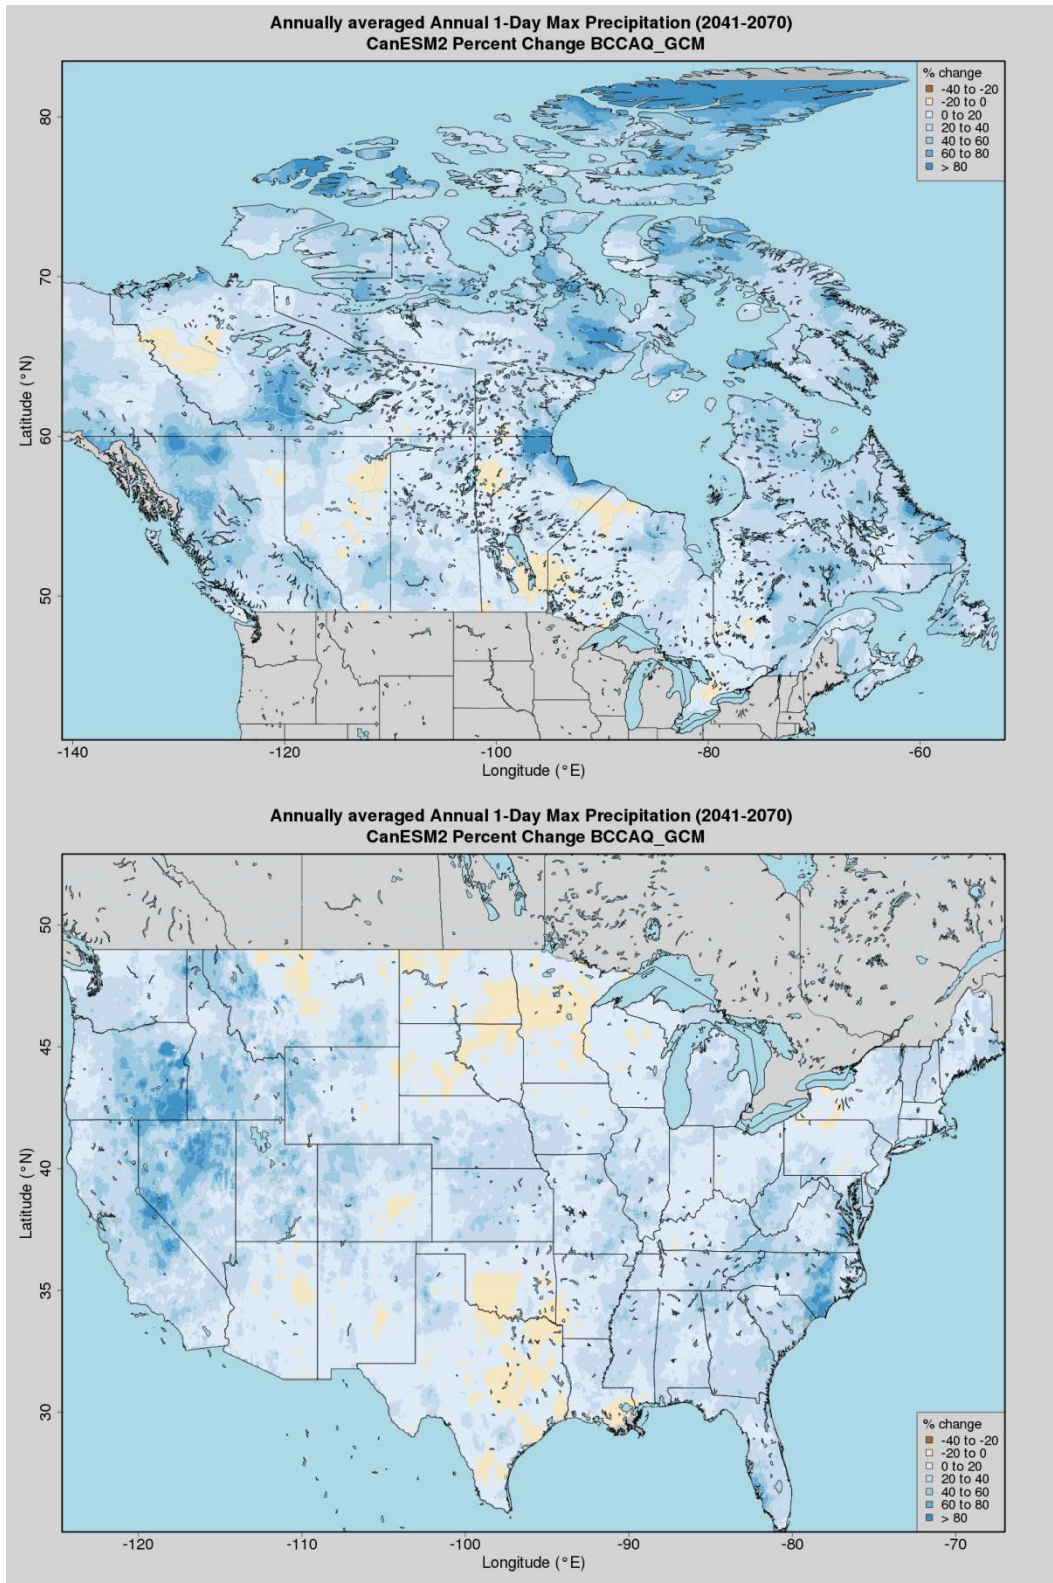 Annually averaged Annual 1-Day Max Precipitation (2041-2070)
CanESM2 Percent Change BCCAQ_GCM
% change
-40 to -20
-20 to 0
0 to 20
20 to 40
40 to 60
60 to 80
> 80
Latitude (°N)
80
70
60
50
-140
-120
-100
-80
-60
Longitude (°E)
Annually averaged Annual 1-Day Max Precipitation (2041-2070)
CanESM2 Percent Change BCCAQ_GCM
Latitude (°N)
50
45
40
35
30
% change
-40 to -20
-20 to 0
0 to 20
20 to 40
40 to 60
60 to 80
> 80
-120
-110
-100
-90
-80
-70
Longitude (°E)